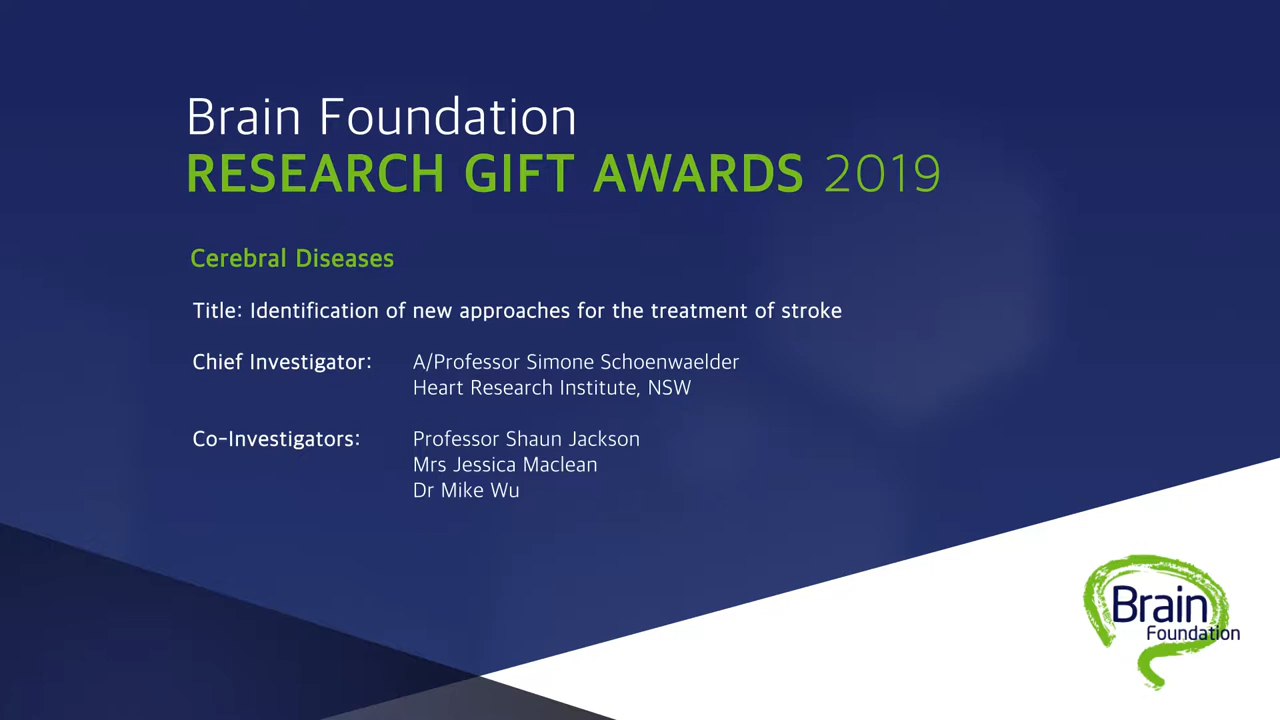 Brain Foundation
RESEARCH GIFT AWARDS 2019
Cerebral Diseases
Title: Identification of new approaches for the treatment of stroke
Chief Investigator: A/Professor Simone Schoenwaelder
Heart Research Institute, NSW
Co-Investigators: Professor Shaun Jackson
Mrs Jessica Maclean
Dr Mike Wu
Brain
Foundation